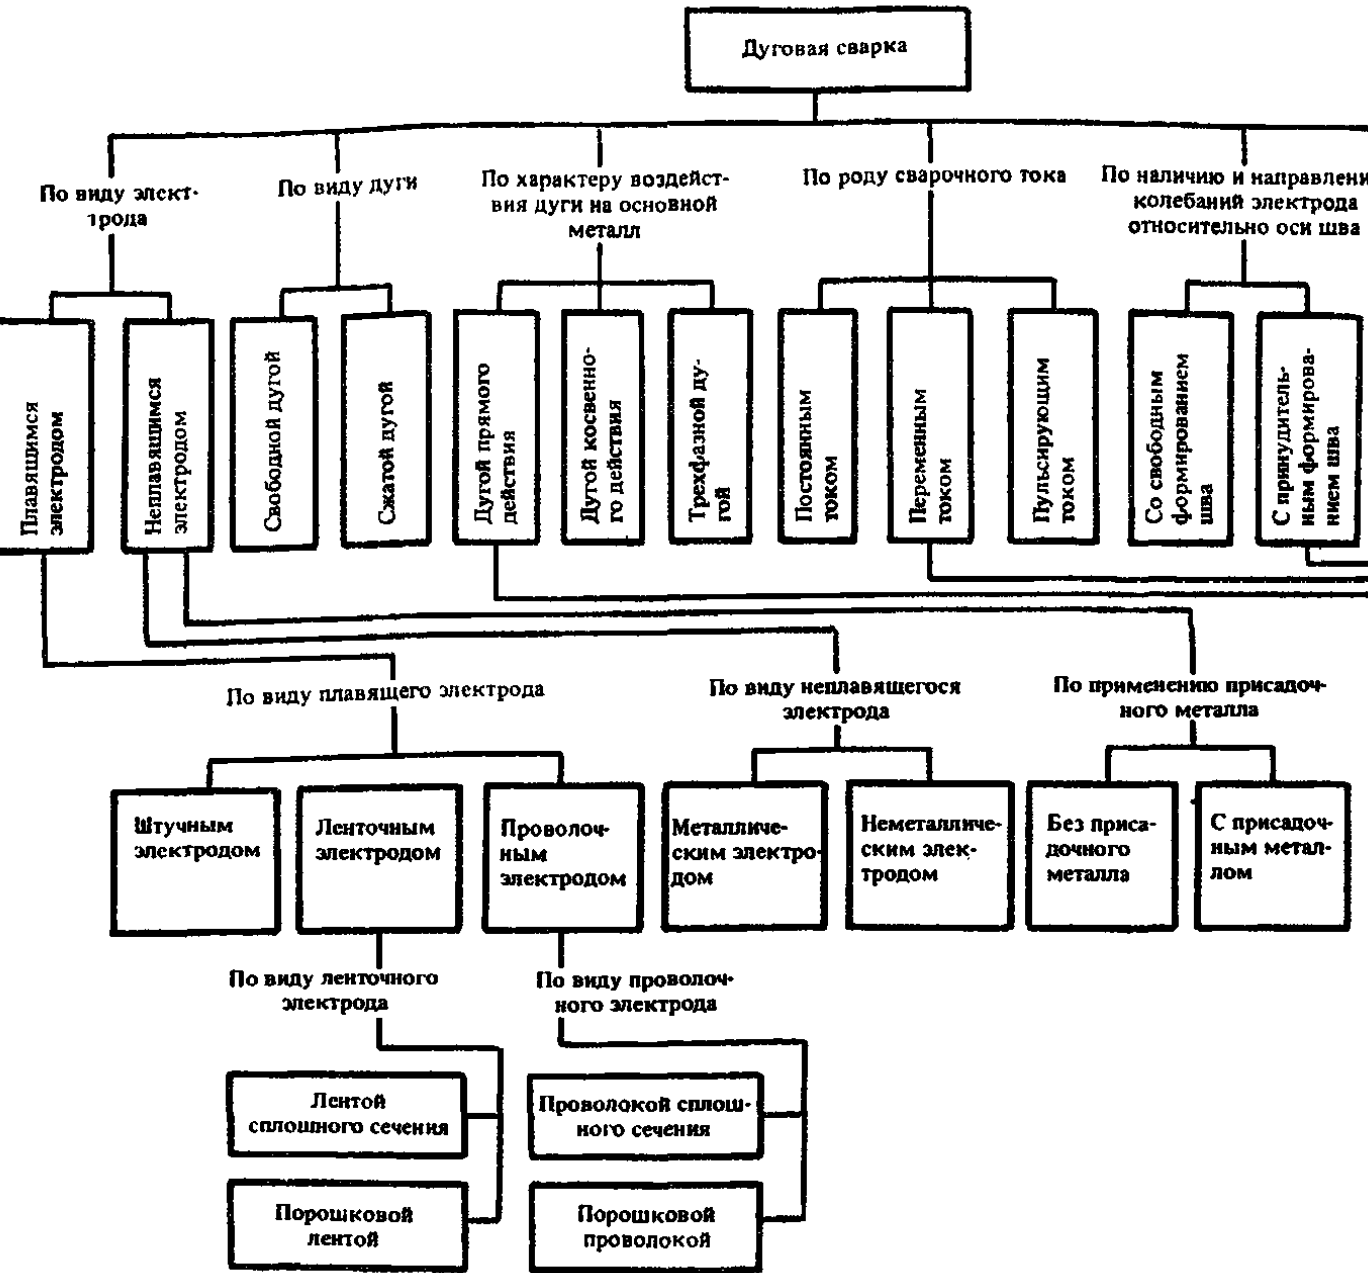 Дуговая сварка
По виду элект-
трода
По виду дуги
По характеру воздейст-
вия дуги на основной
металл
По роду сварочного тока
По наличию и направлени
колебаний электрода
относительно оси шва
Плавящимся
электродом
Неплавящимся
электродом
Свободной дугой
Сжатой дугой
Дугой прямого
действия
Дугой косвенно-
го действия
Трехфазной ду-
гой
Постоянным
током
Переменным
током
Пульсирующим
током
Со свободным
формированием
шва
С принудитель-
ным формирова-
нием шва
По виду плавящего электрода
По виду неплавящегося
электрода
По применению присадоч-
ного металла
Штучным
электродом
Ленточным
электродом
Проволоч-
ным
электродом
Металличе-
ским электро-
дом
Неметалличе-
ским элек-
тродом
Без приса-
дочного
металла
С присадоч-
ным метал-
лом
По виду ленточного
электрода
По виду проволоч-
ного электрода
Лентой
сплошного сечения
Проволокой сплош-
ного сечения
Порошковой
лентой
Порошковой
проволокой